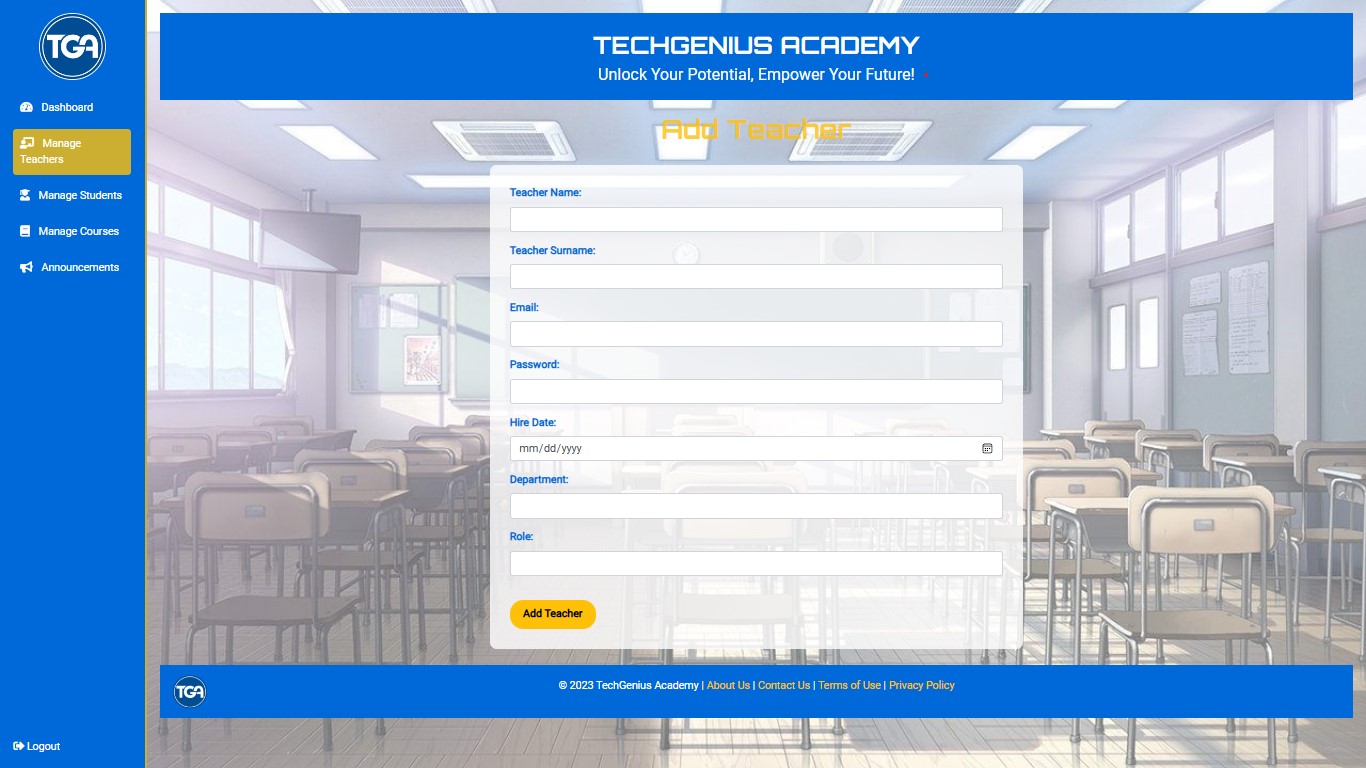 TGA
Dashboard
Manage
Teachers
Manage Students
Manage Courses
Announcements
Logout
TECHGENIUS ACADEMY
Unlock Your Potential, Empower Your Future!
Add Teacher
Teacher Name:
Teacher Surname:
Email:
Password:
Hire Date:
mm/dd/yyyy
Department:
Role:
Add Teacher
TGA
© 2023 TechGenius Academy | About Us | Contact Us | Terms of Use | Privacy Policy